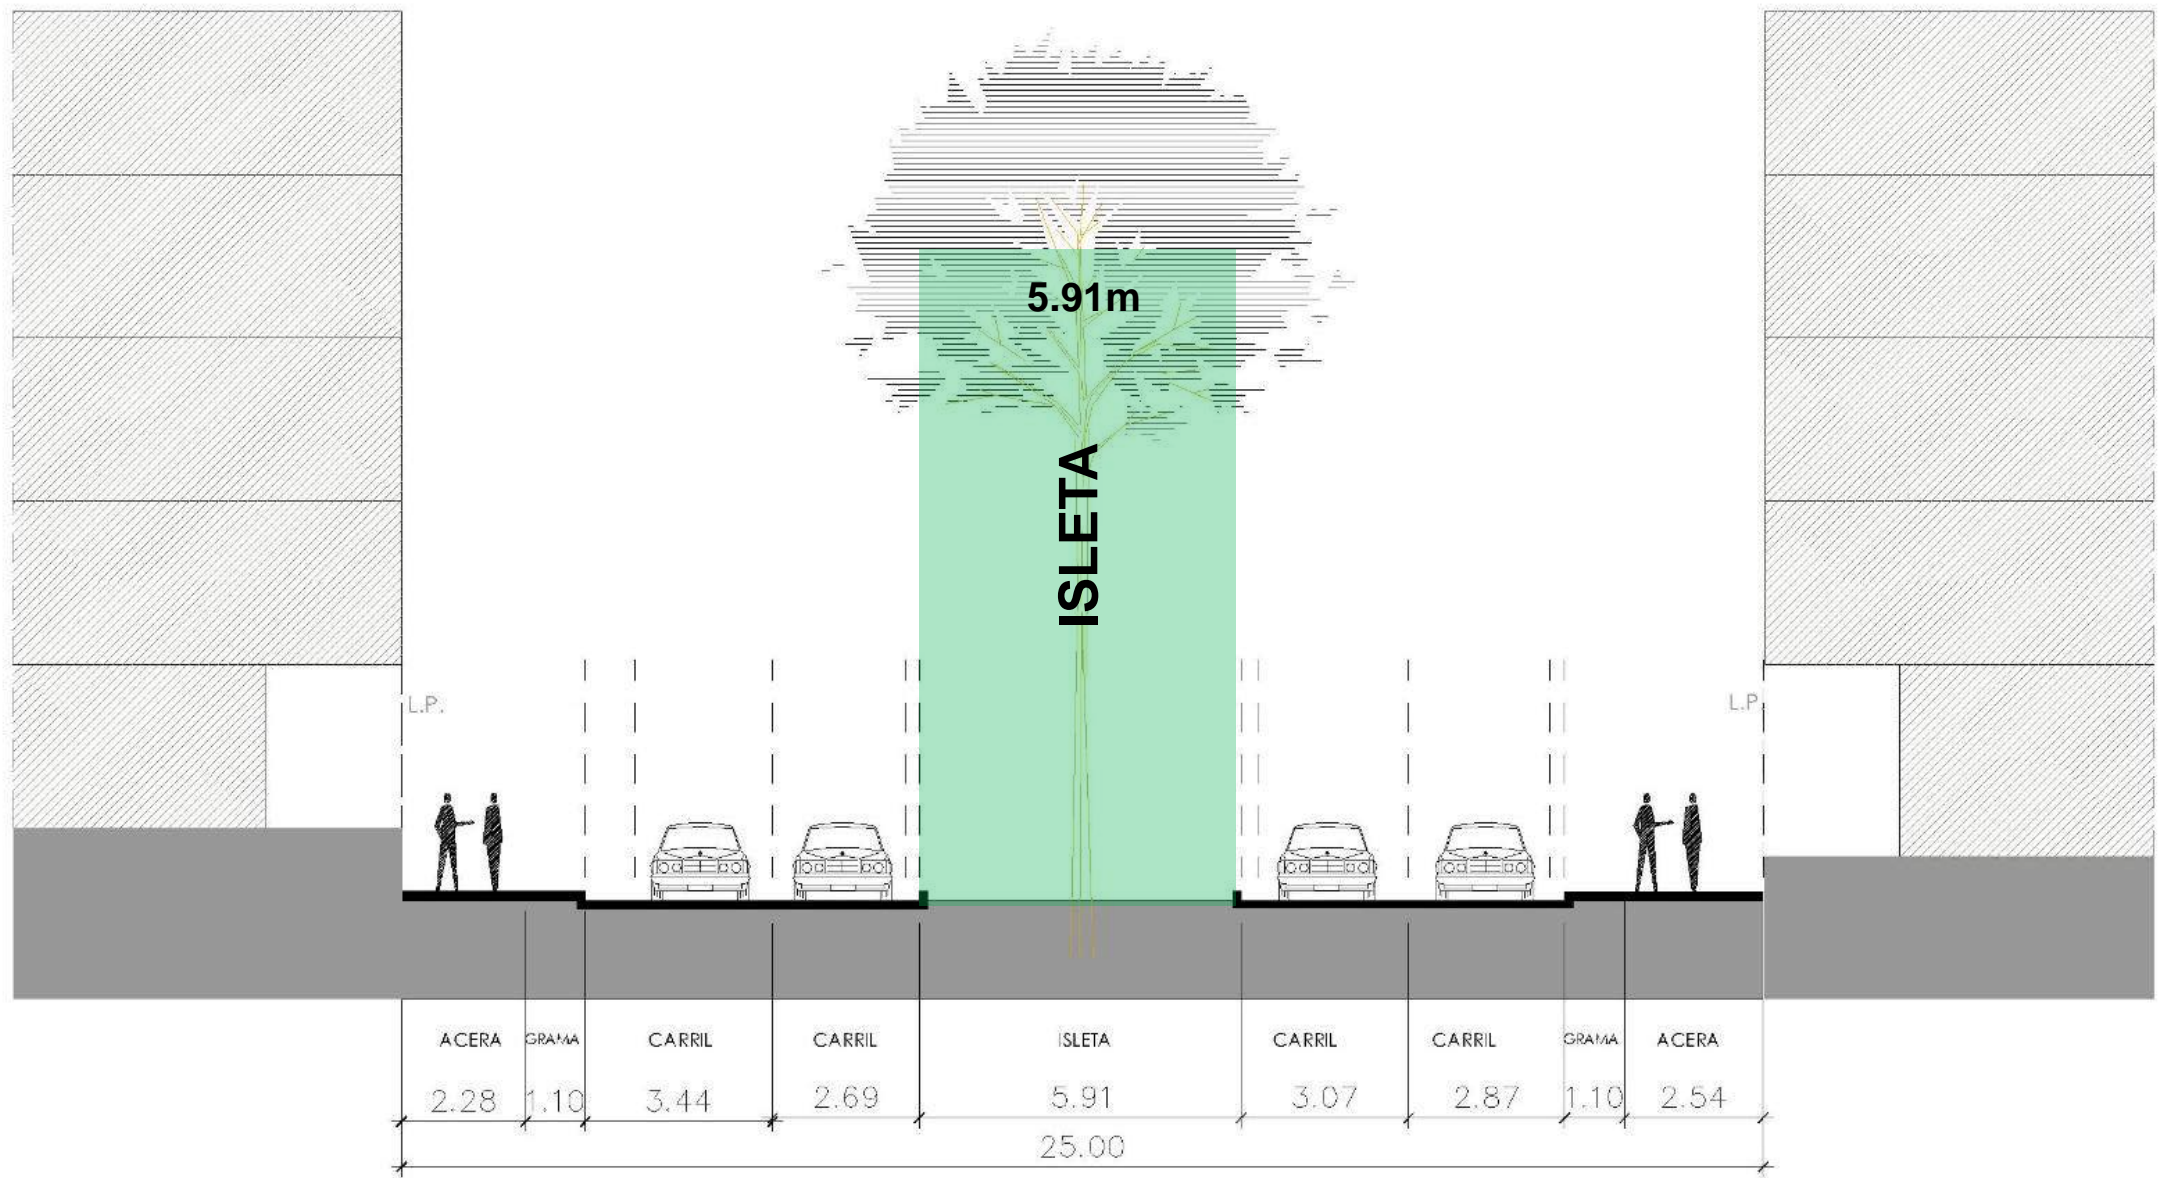 5.91m
ISLETA
L.P.
L.P.
ACERA GRAMA CARRIL CARRIL ISLETA CARRIL CARRIL GRAMA ACERA
2.28 1.10 3.44 2.69 5.91 3.07 2.87 1.10 2.54
25.00